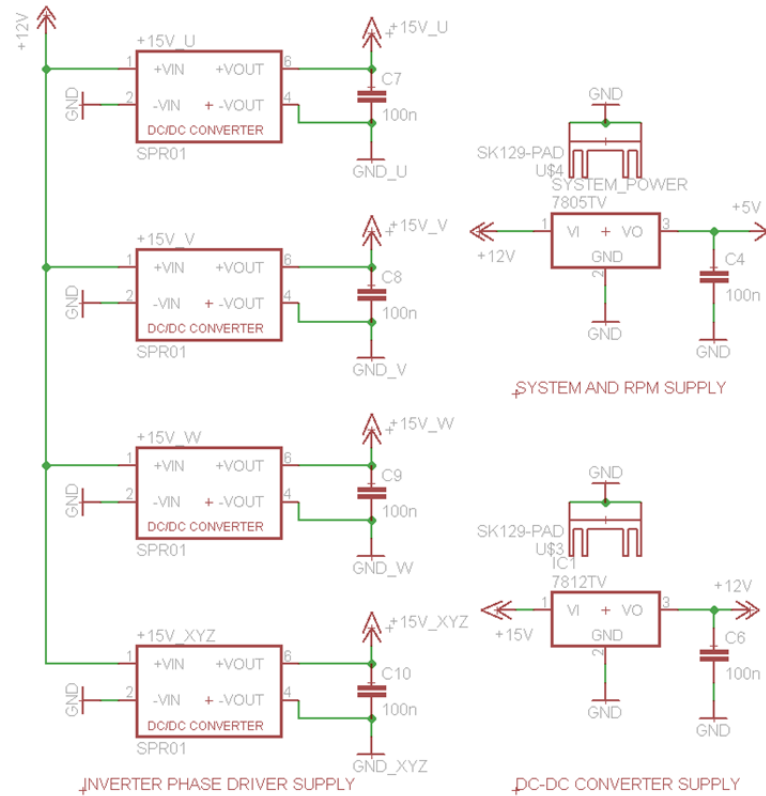 +12V
+15V_U
1 +VIN +VOUT 6
GND 2 -VIN + -VOUT 4
DC/DC CONVERTER
SPR01
+15V_U
C7
100n
GND_U
+15V_V
1 +VIN +VOUT 6
GND 2 -VIN + -VOUT 4
DC/DC CONVERTER
SPR01
+15V_V
C8
100n
GND_V
+15V_W
1 +VIN +VOUT 6
GND 2 -VIN + -VOUT 4
DC/DC CONVERTER
SPR01
+15V_W
C9
100n
GND_W
+15V_XYZ
1 +VIN +VOUT 6
GND 2 -VIN + -VOUT 4
DC/DC CONVERTER
SPR01
+15V_XYZ
C10
100n
GND_XYZ
INVERTER PHASE DRIVER SUPPLY
GND
SK129-PAD
U$4
SYSTEM_POWER
7805TV
1 VI + VO 3
GND
2
+12V
+5V
C4
100n
GND
GND
SYSTEM AND RPM SUPPLY
GND
SK129-PAD
U$3
IC1
7812TV
1 VI + VO 3
GND
2
+15V
+12V
C6
100n
GND
GND
DC-DC CONVERTER SUPPLY